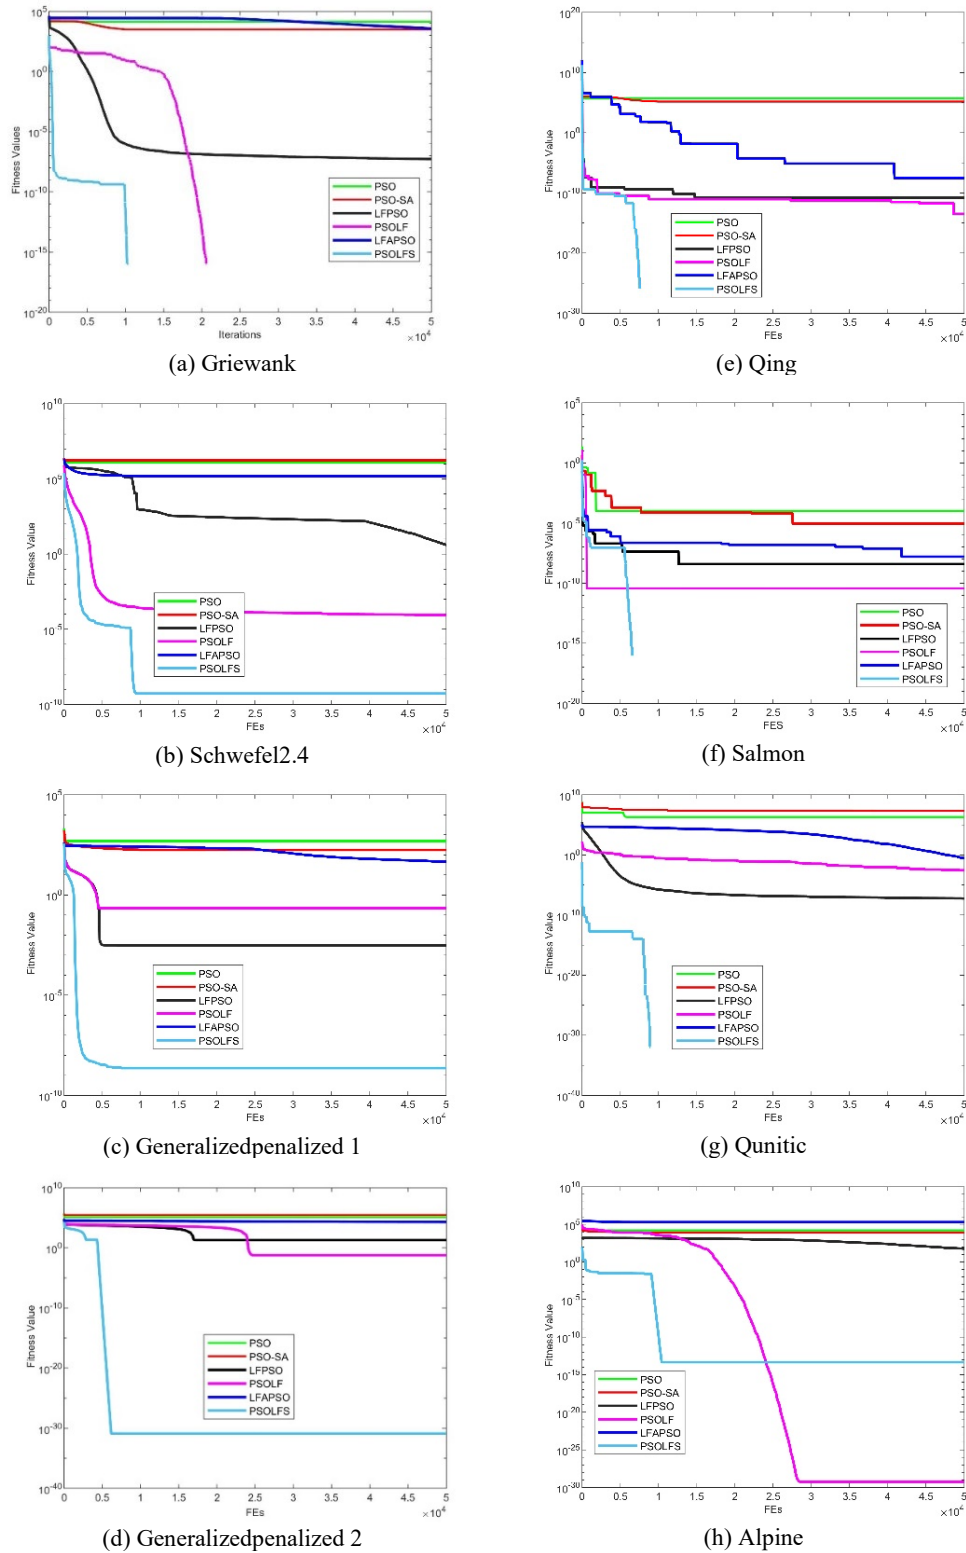 10^5
10^0
10^-5
10^-10
10^-15
10^-20
Fitness Values
PSO
PSO-SA
LFPSO
PSOLF
LFAPSO
PSOLFS
0 0.5 1 1.5 2 2.5 3 3.5 4 4.5 5
Iterations
×10^4
(a) Griewank
10^20
10^10
10^0
10^-10
10^-20
10^-30
Fitness Value
PSO
PSO-SA
LFPSO
PSOLF
LFAPSO
PSOLFS
0 0.5 1 1.5 2 2.5 3 3.5 4 4.5 5
FEs
×10^4
(e) Qing
10^10
10^5
10^0
10^-5
10^-10
Fitness Value
PSO
PSO-SA
LFPSO
PSOLF
LFAPSO
PSOLFS
0 0.5 1 1.5 2 2.5 3 3.5 4 4.5 5
FEs
×10^4
(b) Schwefel2.4
10^5
10^0
10^-5
10^-10
10^-15
10^-20
Fitness Value
PSO
PSO-SA
LFPSO
PSOLF
LFAPSO
PSOLFS
0 0.5 1 1.5 2 2.5 3 3.5 4 4.5 5
FES
×10^4
(f) Salmon
10^5
10^0
10^-5
10^-10
Fitness Value
PSO
PSO-SA
LFPSO
PSOLF
LFAPSO
PSOLFS
0 0.5 1 1.5 2 2.5 3 3.5 4 4.5 5
FEs
×10^4
(c) Generalizedpenalized 1
10^10
10^0
10^-10
10^-20
10^-30
10^-40
Fitness Value
PSO
PSO-SA
LFPSO
PSOLF
LFAPSO
PSOLFS
0 0.5 1 1.5 2 2.5 3 3.5 4 4.5 5
FEs
×10^4
(g) Qunitic
10^10
10^0
10^-10
10^-20
10^-30
10^-40
Fitness Value
PSO
PSO-SA
LFPSO
PSOLF
LFAPSO
PSOLFS
0 0.5 1 1.5 2 2.5 3 3.5 4 4.5 5
FEs
×10^4
(d) Generalizedpenalized 2
10^10
10^5
10^0
10^-5
10^-10
10^-15
10^-20
10^-25
10^-30
Fitness Value
PSO
PSO-SA
LFPSO
PSOLF
LFAPSO
PSOLFS
0 0.5 1 1.5 2 2.5 3 3.5 4 4.5 5
FEs
×10^4
(h) Alpine